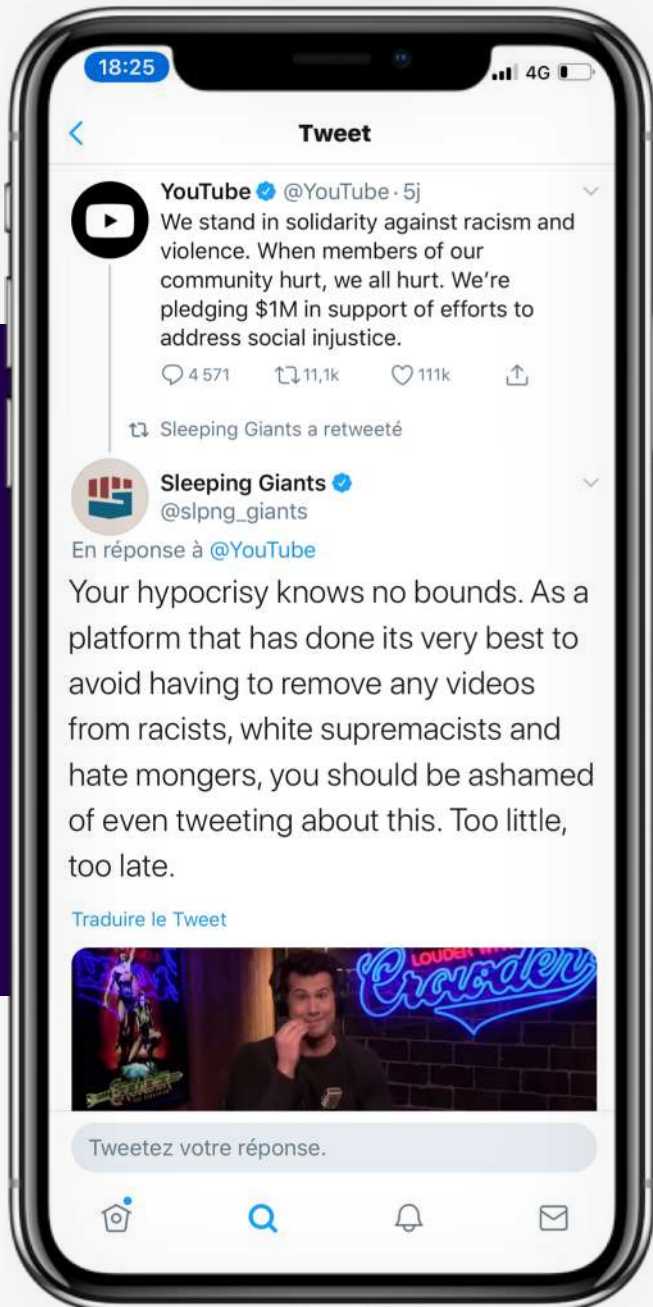 18:25
4G
Tweet
YouTube @YouTube · 5j
We stand in solidarity against racism and
violence. When members of our
community hurt, we all hurt. We're
pledging $1M in support of efforts to
address social injustice.
4 571 11,1k 111k
Sleeping Giants a retweeté
Sleeping Giants
@slpng_giants
En réponse à @YouTube
Your hypocrisy knows no bounds. As a
platform that has done its very best to
avoid having to remove any videos
from racists, white supremacists and
hate mongers, you should be ashamed
of even tweeting about this. Too little,
too late.
Traduire le Tweet
LOUDER WITH
Crowder
Tweetez votre réponse.